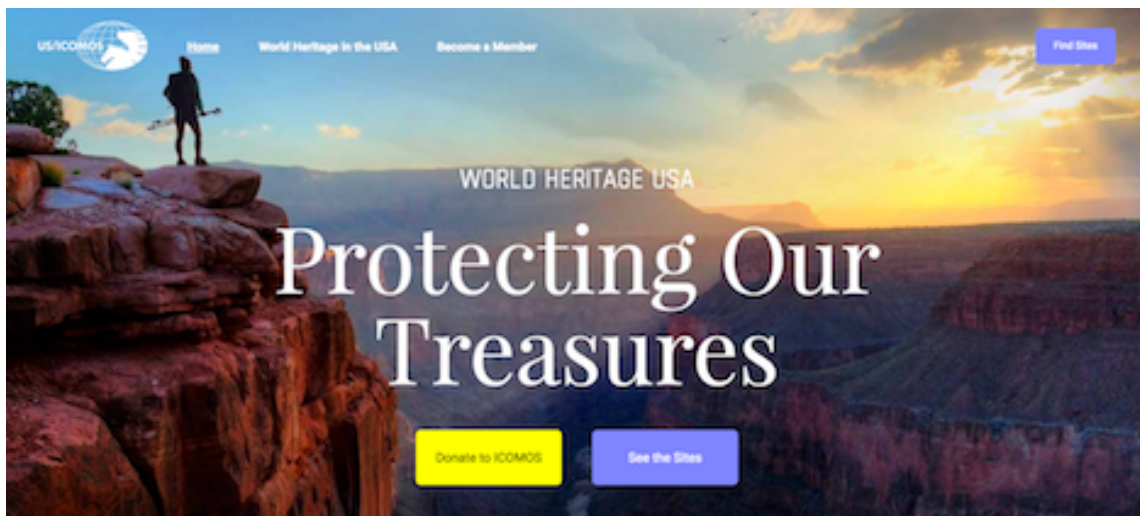 US/ICOMOS
Home
World Heritage in the USA
Become a Member
Find Sites
WORLD HERITAGE USA
Protecting Our
Treasures
Donate to ICOMOS
See the Sites